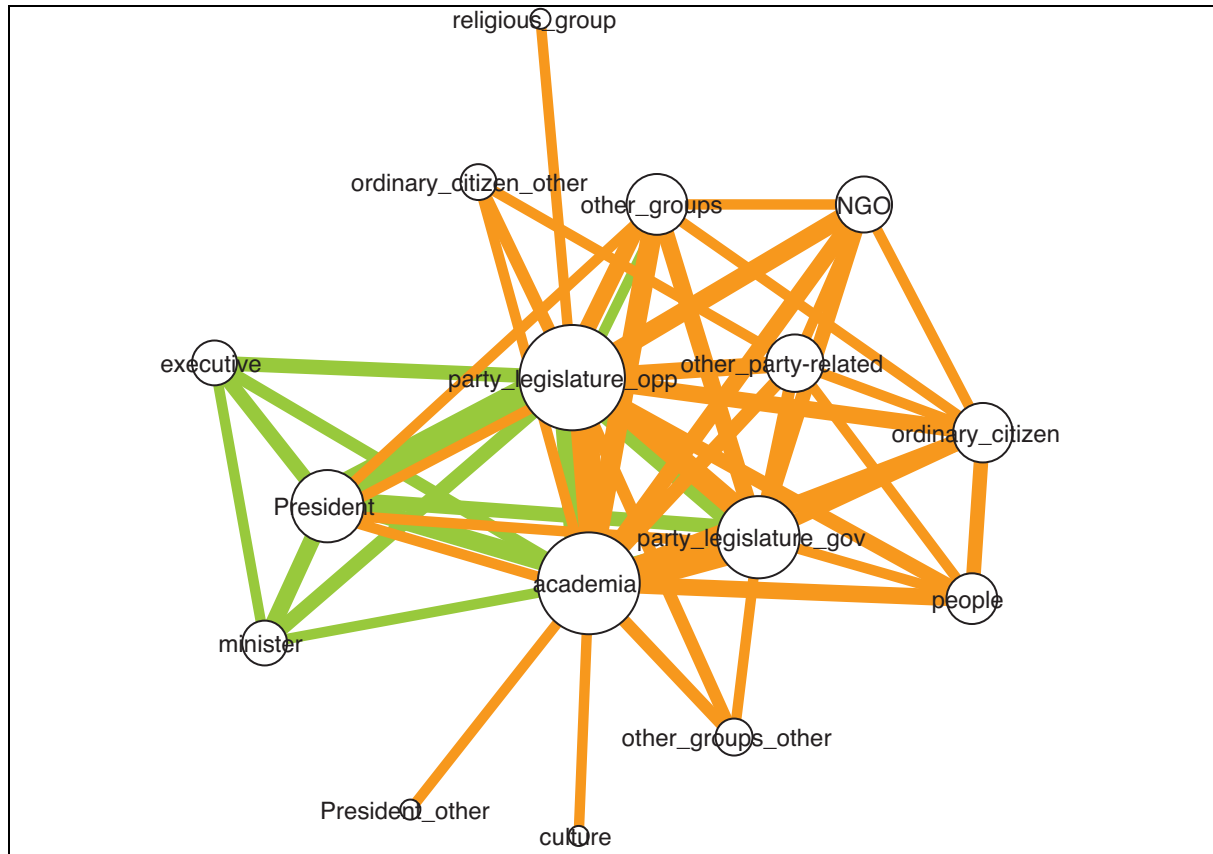 religious_group
ordinary_citizen_other
other_groups
NGO
executive
party_legislature_opp
other_party-related
ordinary_citizen
President
party_legislature_gov
academia
people
minister
other_groups_other
President_other
culture